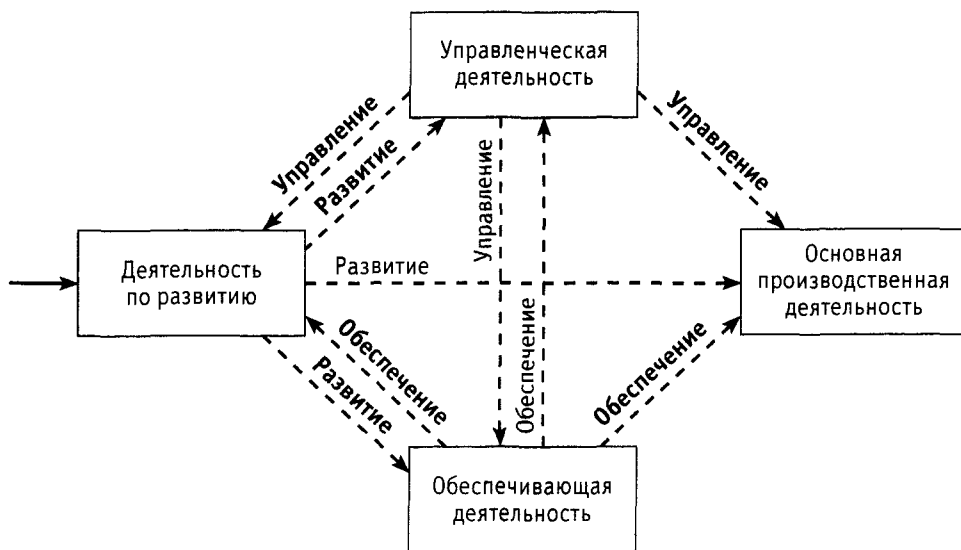 Управленческая
деятельность
Управление
Развитие
Управление
Управление
Деятельность
по развитию
Развитие
Основная
производственная
деятельность
Обеспечение
Развитие
Обеспечение
Обеспечение
Обеспечивающая
деятельность